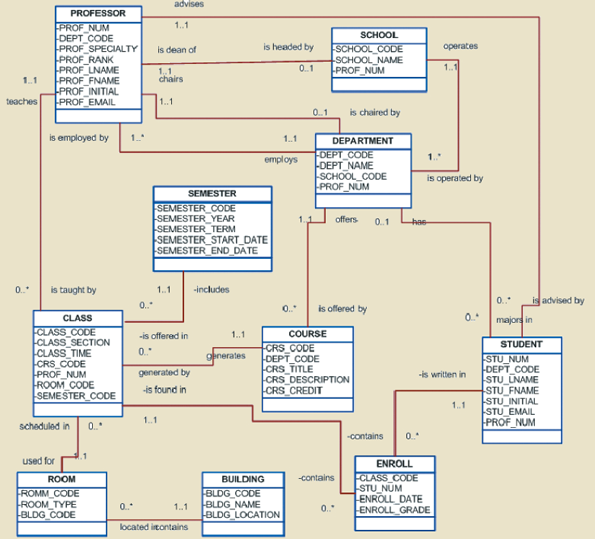 advises
PROFESSOR
1..1
-PROF_NUM
-DEPT_CODE
-PROF_SPECIALTY
-PROF_RANK
-PROF_LNAME
-PROF_FNAME
-PROF_INITIAL
-PROF_EMAIL
SCHOOL
-SCHOOL_CODE
-SCHOOL_NAME
-PROF_NUM
is dean of
is headed by
operates
1..1
0..1
1..1
chairs
1..1
1..1
teaches
0..1
is chaired by
is employed by
1..*
1..1
employs
DEPARTMENT
-DEPT_CODE
-DEPT_NAME
-SCHOOL_CODE
-PROF_NUM
1..*
is operated by
SEMESTER
-SEMESTER_CODE
-SEMESTER_YEAR
-SEMESTER_TERM
-SEMESTER_START_DATE
-SEMESTER_END_DATE
1..1
offers
0..1
has
0..*
is taught by
1..1
-includes
0..*
0..*
is offered by
0..*
is advised by
0..*
majors in
CLASS
-CLASS_CODE
-CLASS_SECTION
-CLASS_TIME
-CRS_CODE
-PROF_NUM
-ROOM_CODE
-SEMESTER_CODE
-is offered in
1..1
0..*
generates
generated by
-is found in
1..1
COURSE
-CRS_CODE
-DEPT_CODE
-CRS_TITLE
-CRS_DESCRIPTION
-CRS_CREDIT
STUDENT
-STU_NUM
-DEPT_CODE
-STU_LNAME
-STU_FNAME
-STU_INITIAL
-STU_EMAIL
-PROF_NUM
-is written in
1..1
scheduled in
0..*
-contains
0..*
used for
1..1
ROOM
-ROMM_CODE
-ROOM_TYPE
-BLDG_CODE
BUILDING
-BLDG_CODE
-BLDG_NAME
-BLDG_LOCATION
0..*
1..1
located in
contains
-contains
0..*
ENROLL
-CLASS_CODE
-STU_NUM
-ENROLL_DATE
-ENROLL_GRADE